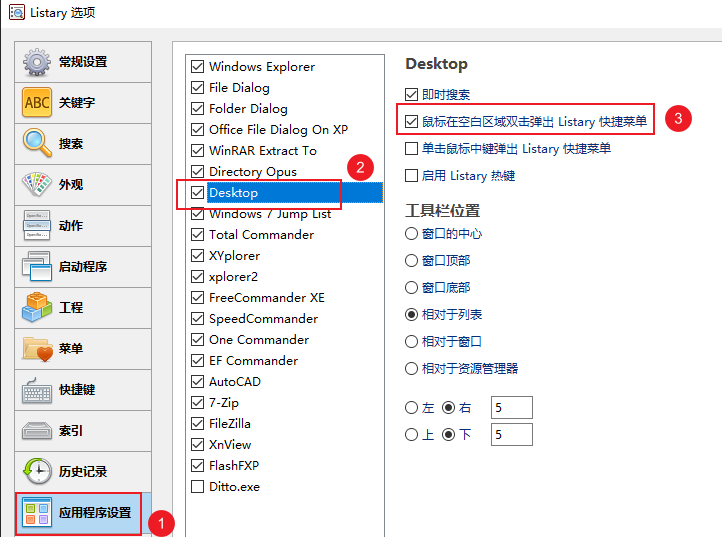 Listary 选项
常规设置
ABC
关键字
搜索
外观
动作
启动程序
工程
菜单
快捷键
索引
历史记录
应用程序设置
1
Windows Explorer
File Dialog
Folder Dialog
Office File Dialog On XP
WinRAR Extract To
Directory Opus
2
Desktop
Windows 7 Jump List
Total Commander
XYplorer
xplorer2
FreeCommander XE
SpeedCommander
One Commander
EF Commander
AutoCAD
7-Zip
FileZilla
XnView
FlashFXP
Ditto.exe
Desktop
即时搜索
鼠标在空白区域双击弹出 Listary 快捷菜单
3
单击鼠标中键弹出 Listary 快捷菜单
启用 Listary 热键
工具栏位置
窗口的中心
窗口顶部
窗口底部
相对于列表
相对于窗口
相对于资源管理器
左 右 5
上 下 5